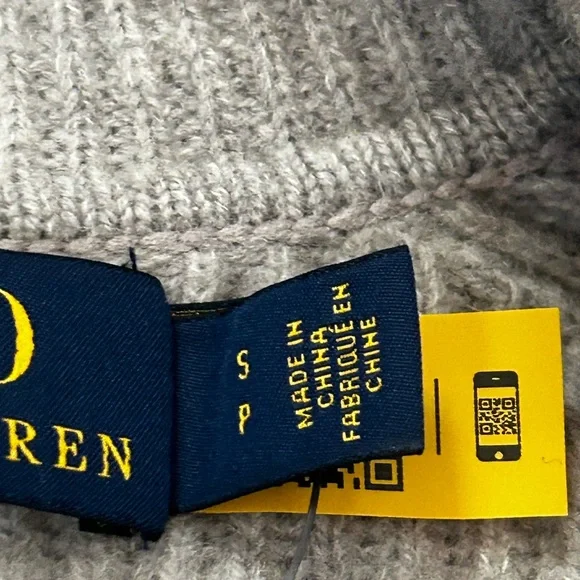 REN
S
P
MADE IN
CHINA
FABRIQUÉ EN
CHINE